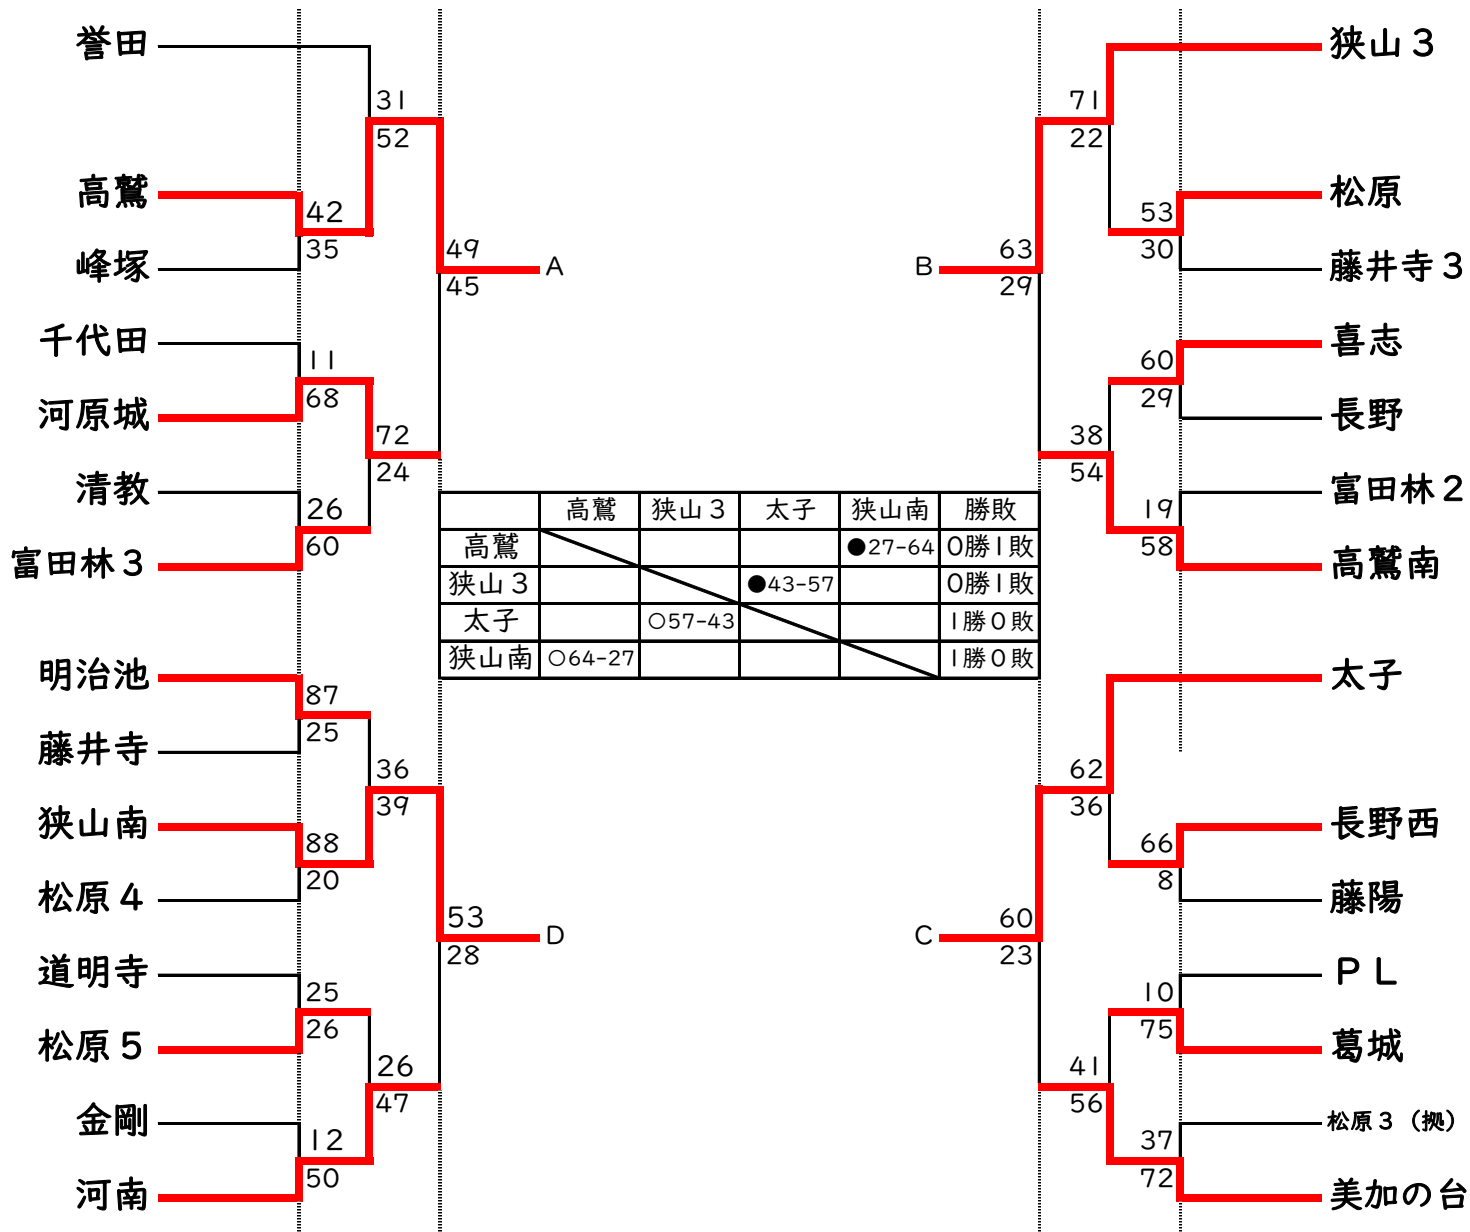 誉田
31
52
高鷲
42
35
峰塚
49
45
A
千代田
11
68
河原城
72
24
清教
26
60
富田林３
明治池
87
25
藤井寺
36
39
狭山南
88
20
松原４
53
28
D
道明寺
25
26
松原５
26
47
金剛
12
50
河南
高鷲 狭山３ 太子 狭山南 勝敗
高鷲 ●27-64 0勝1敗
狭山３ ●43-57 0勝1敗
太子 ○57-43 1勝0敗
狭山南 ○64-27 1勝0敗
狭山３
71
22
松原
53
30
藤井寺３
B
63
29
喜志
60
29
長野
38
54
富田林２
19
58
高鷲南
太子
62
36
長野西
66
8
藤陽
C
60
23
ＰＬ
10
75
葛城
41
56
松原３（拠）
37
72
美加の台